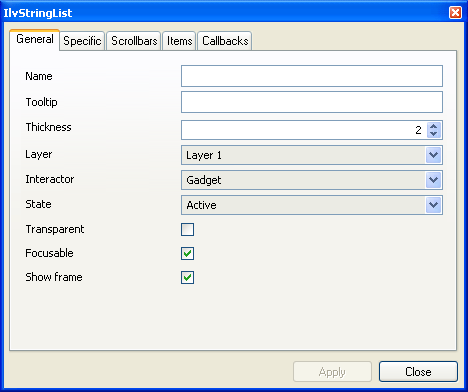 IlvStringList
General Specific Scrollbars Items Callbacks
Name
Tooltip
Thickness 2
Layer Layer 1
Interactor Gadget
State Active
Transparent
Focusable
Show frame
Apply Close